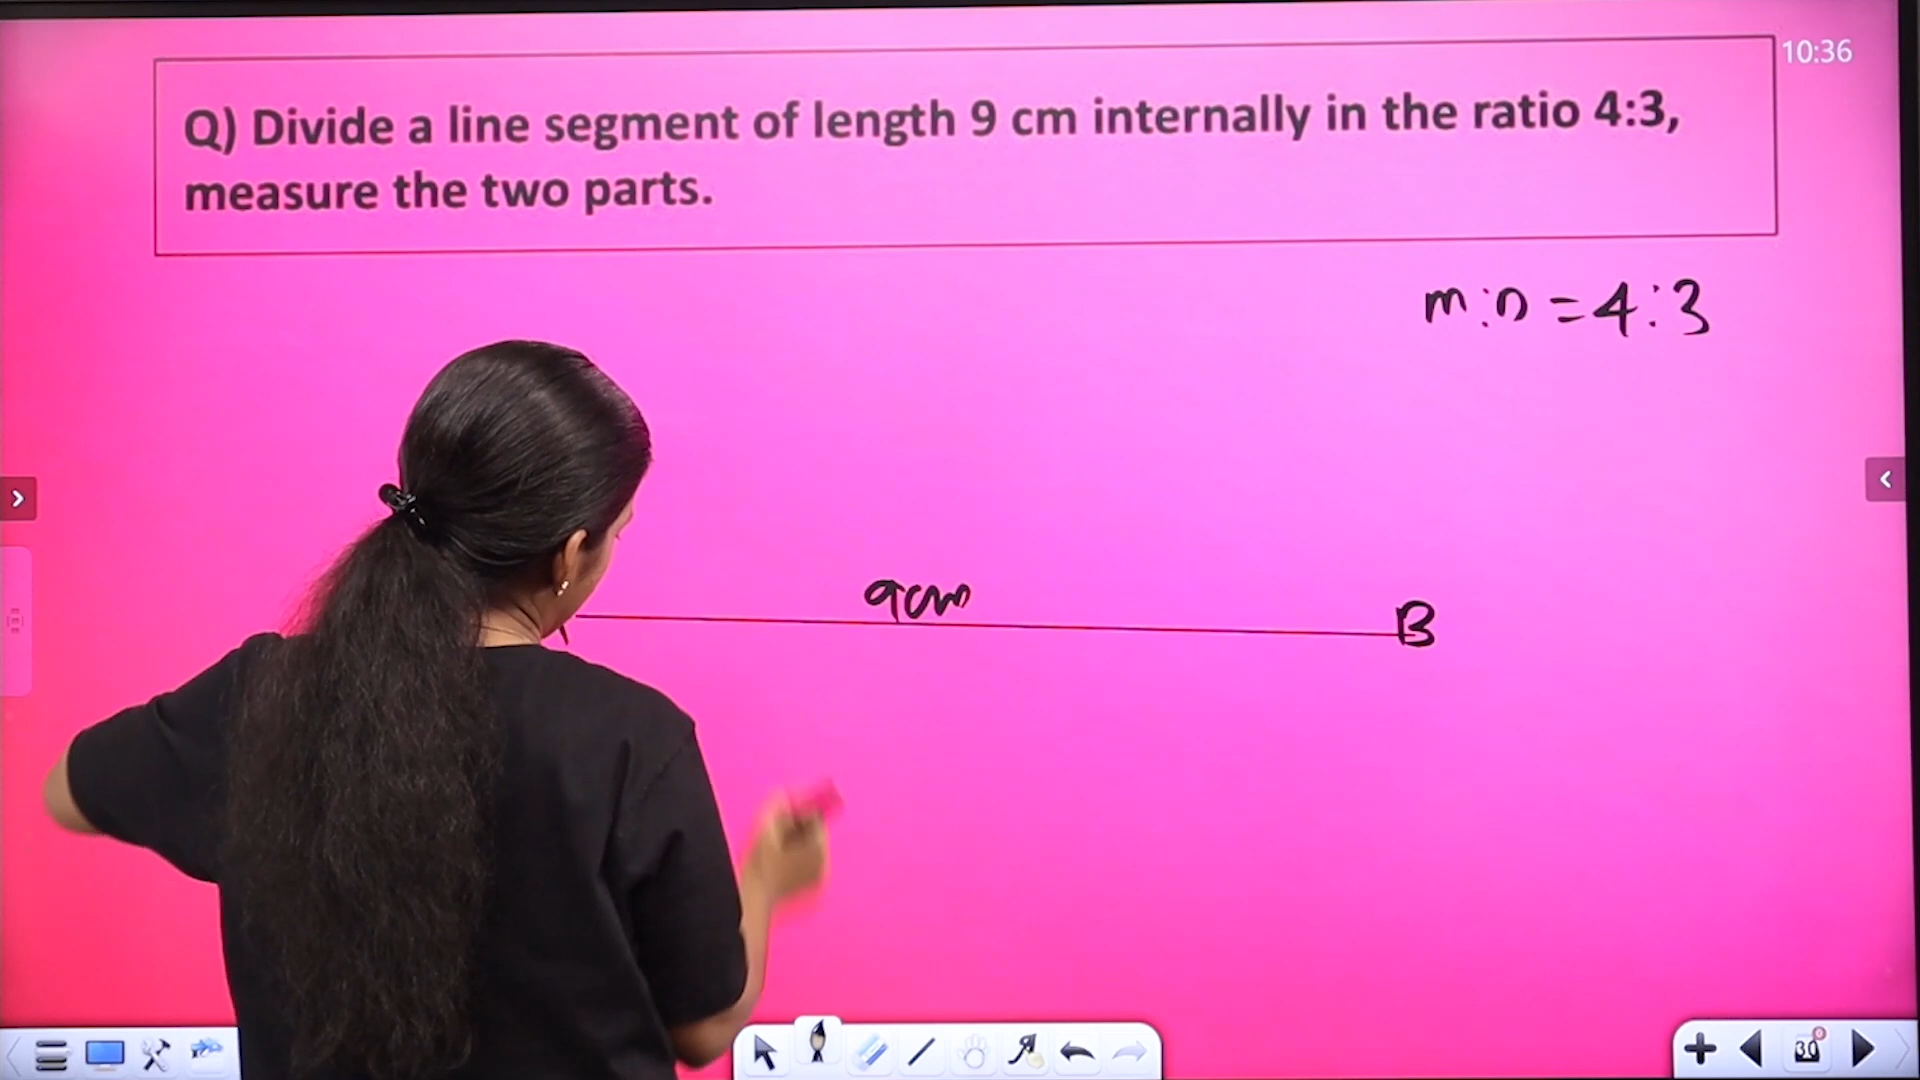 10:36
Q) Divide a line segment of length 9 cm internally in the ratio 4:3,
measure the two parts.
m:n = 4:3
9cm
B
30